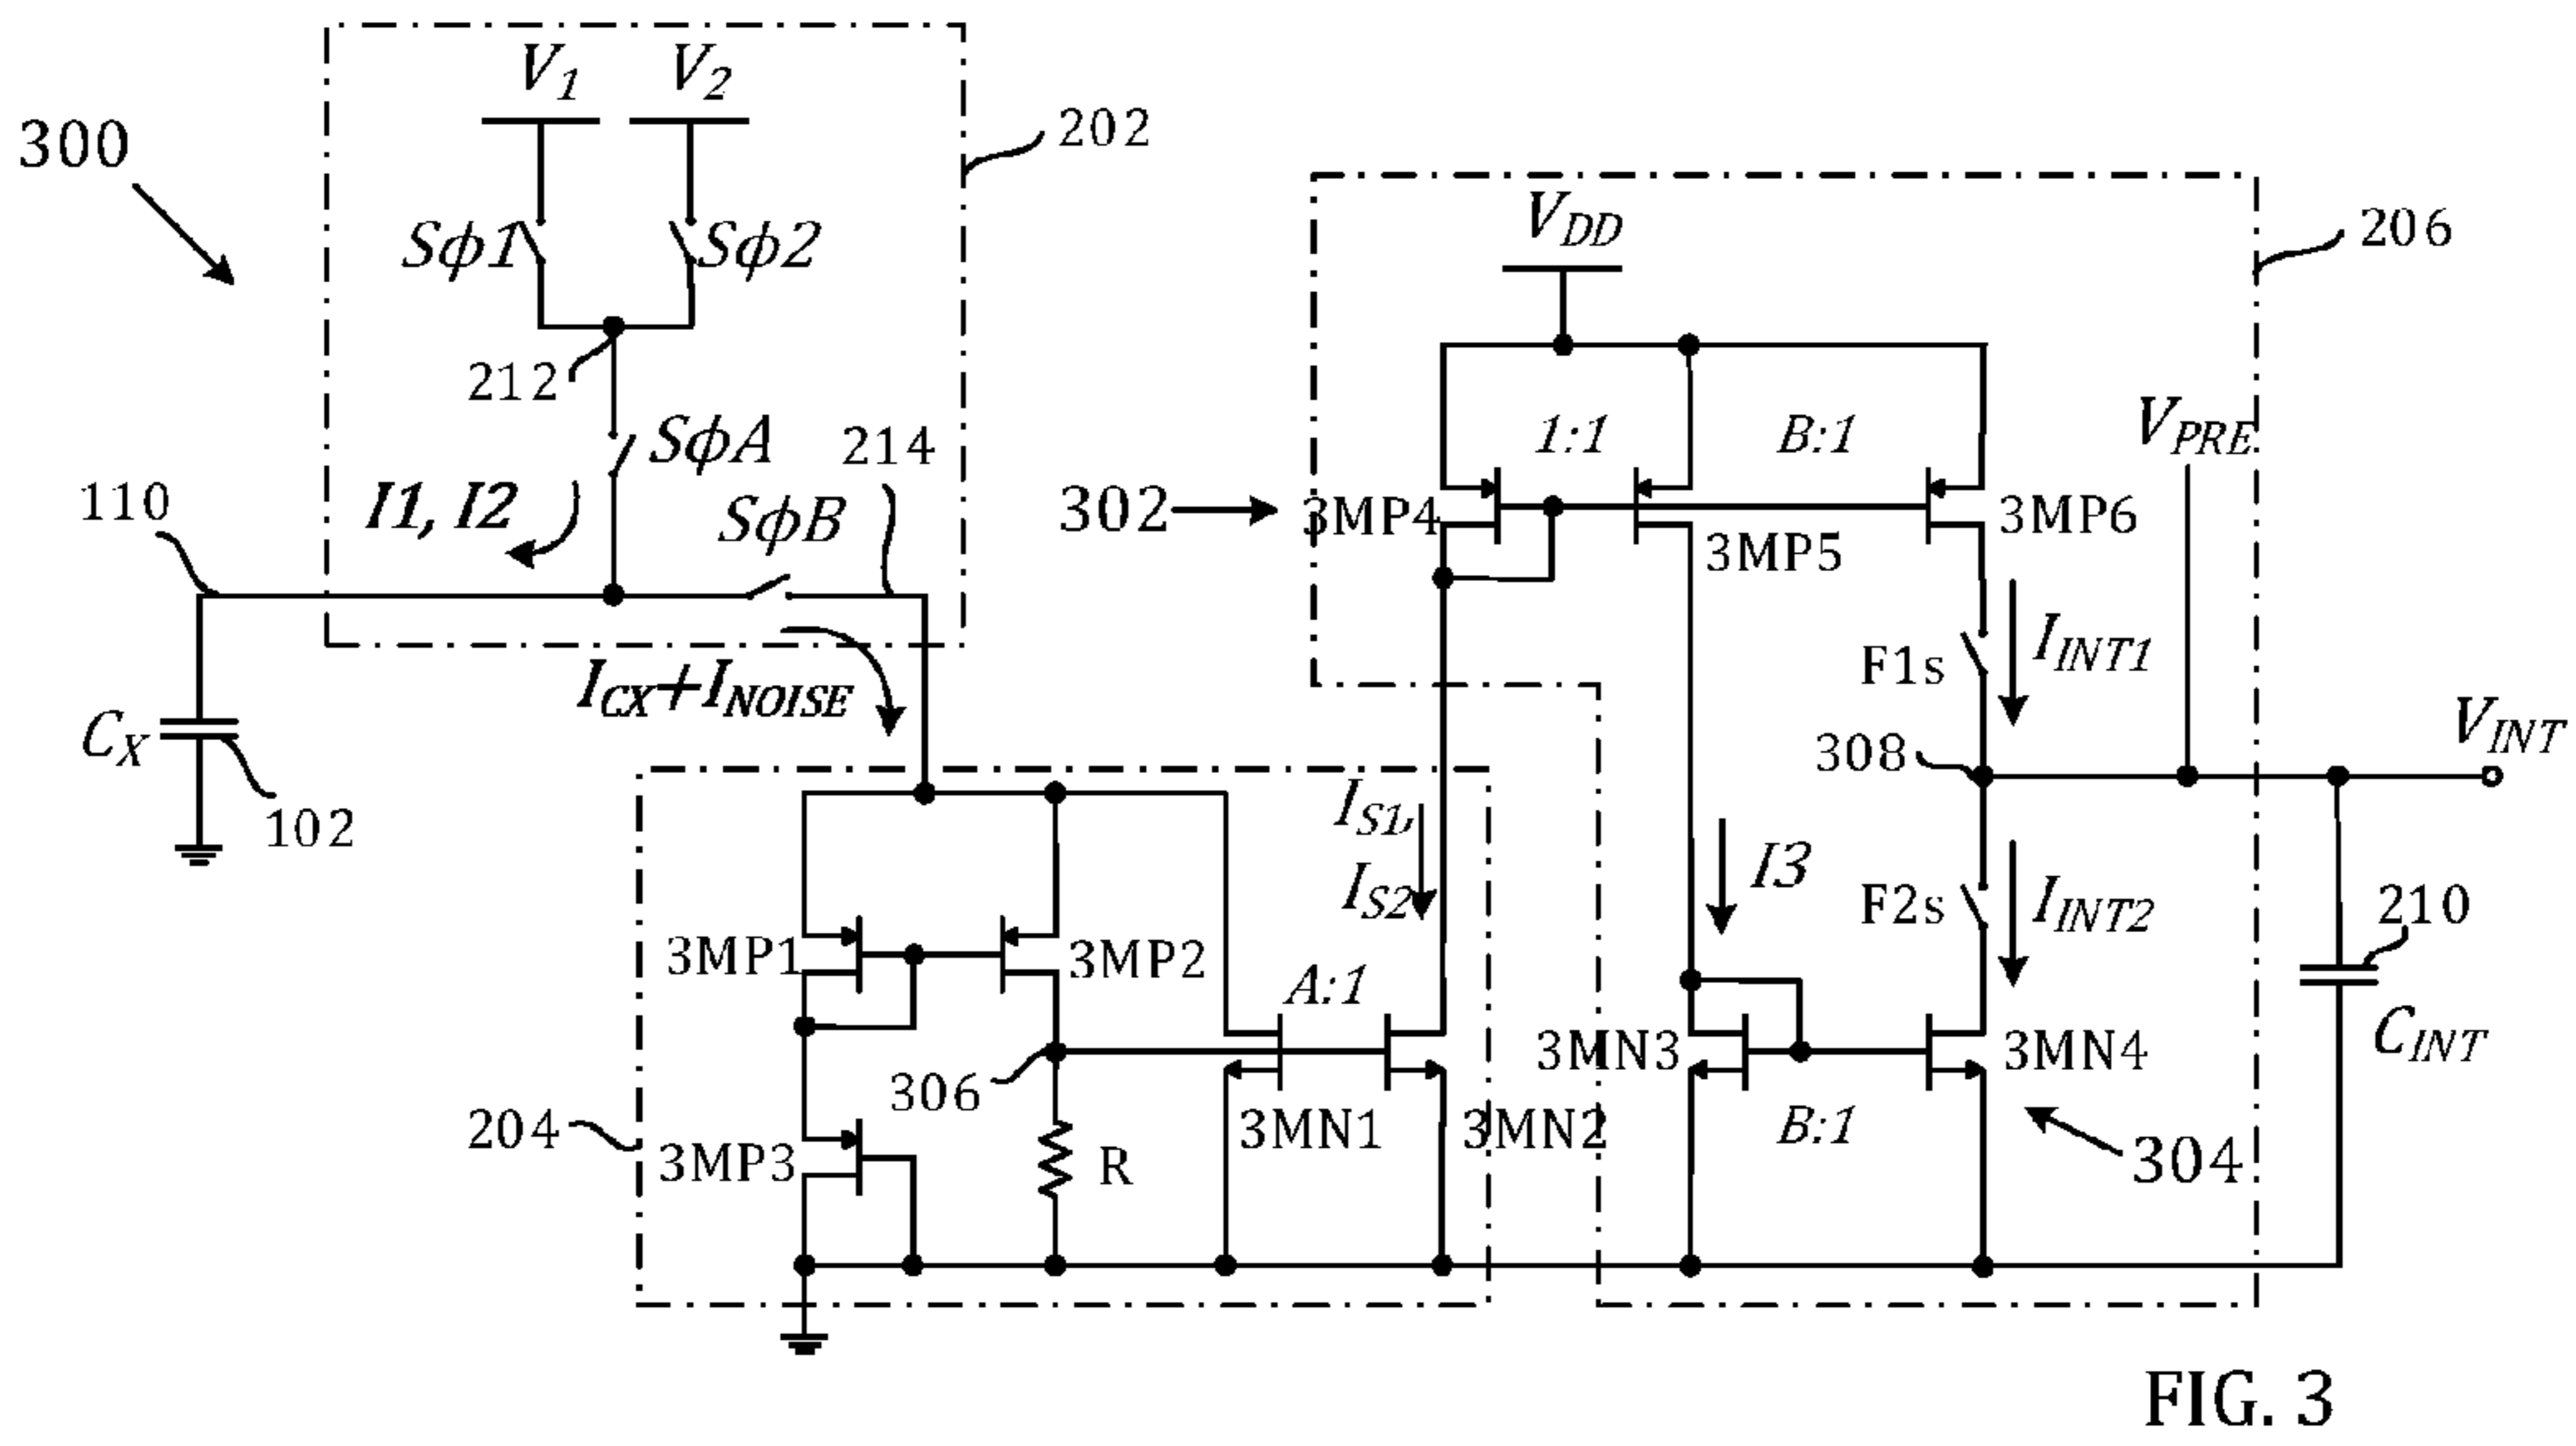 V1 V2
300
202
Sϕ1 Sϕ2
212
SϕA
214
110
I1, I2
SϕB
ICX+INOISE
CX
102
206
VDD
1:1 B:1
VPRE
302
3MP4
3MP5
3MP6
F1s
IINT1
308
VINT
IS1,
IS2
I3
F2s
IINT2
210
CINT
3MP1
3MP2
A:1
306
3MN3
3MN4
204
3MP3
R
3MN1
3MN2
B:1
304
FIG. 3